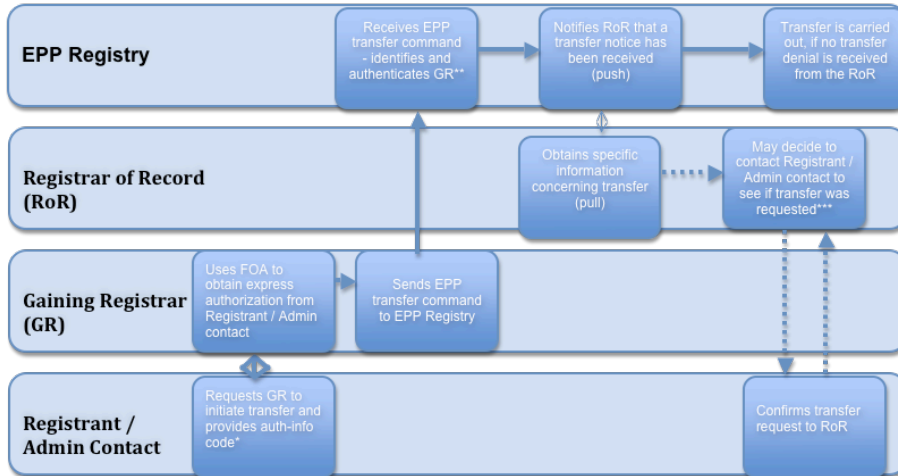 EPP Registry
Receives EPP
transfer command
- identifies and
authenticates GR**
Notifies RoR that a
transfer notice has
been received
(push)
Transfer is carried
out, if no transfer
denial is received
from the RoR
Registrar of Record
(RoR)
Obtains specific
information
concerning transfer
(pull)
May decide to
contact Registrant /
Admin contact to
see if transfer was
requested***
Gaining Registrar
(GR)
Uses FOA to
obtain express
authorization from
Registrant / Admin
contact
Sends EPP
transfer command
to EPP Registry
Registrant /
Admin Contact
Requests GR to
initiate transfer and
provides auth-info
code*
Confirms transfer
request to RoR